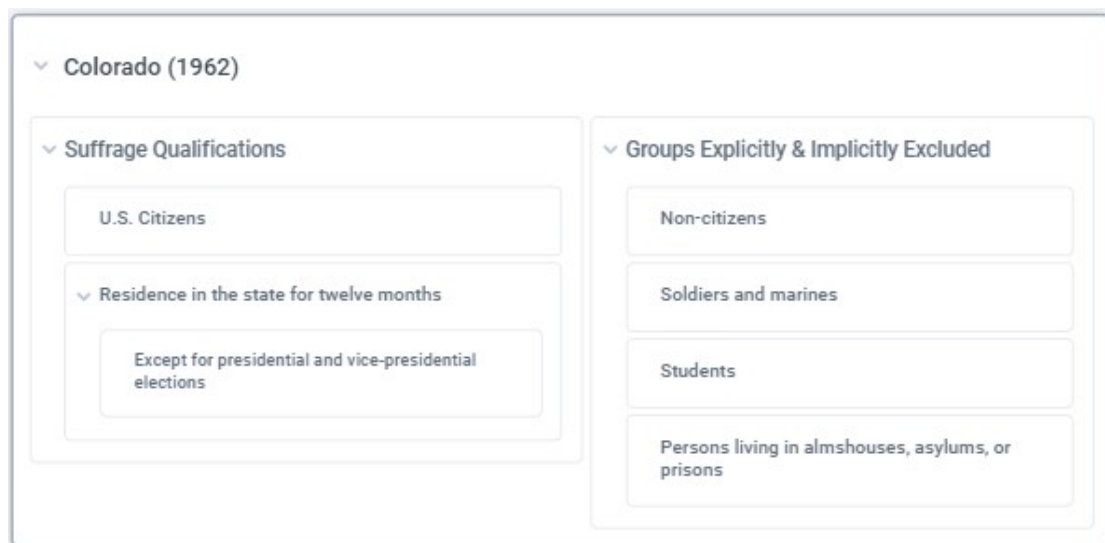 Colorado (1962)
Suffrage Qualifications
U.S. Citizens
Residence in the state for twelve months
Except for presidential and vice-presidential
elections
Groups Explicitly & Implicitly Excluded
Non-citizens
Soldiers and marines
Students
Persons living in almshouses, asylums, or
prisons